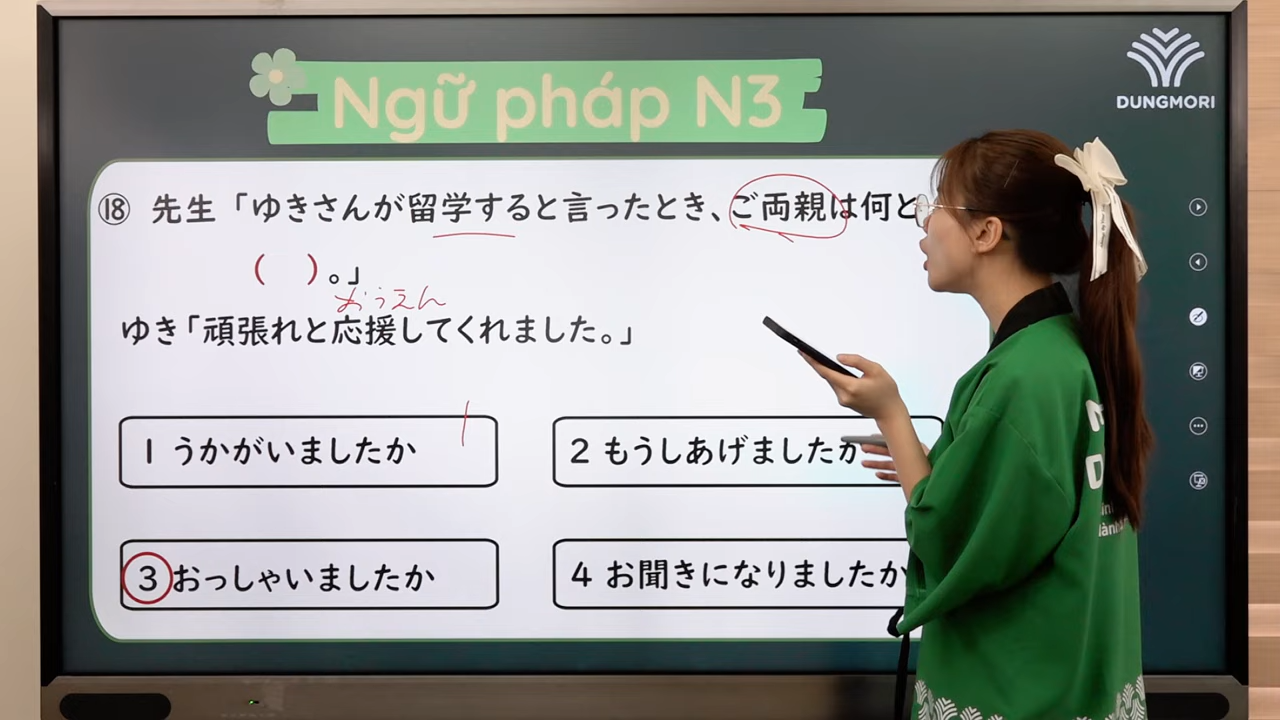 Ngữ pháp N3
DUNGMORI
⑱ 先生「ゆきさんが留学すると言ったとき、ご両親は何と
( )。」
おうえん
ゆき「頑張れと応援してくれました。」
1 うかがいましたか
2 もうしあげましたか
3 おっしゃいましたか
4 お聞きになりましたか